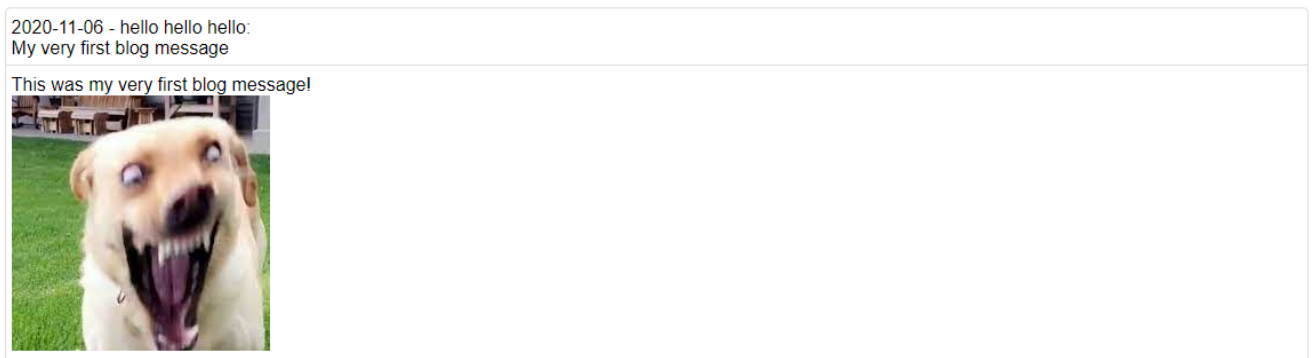 2020-11-06 - hello hello hello:
My very first blog message
This was my very first blog message!